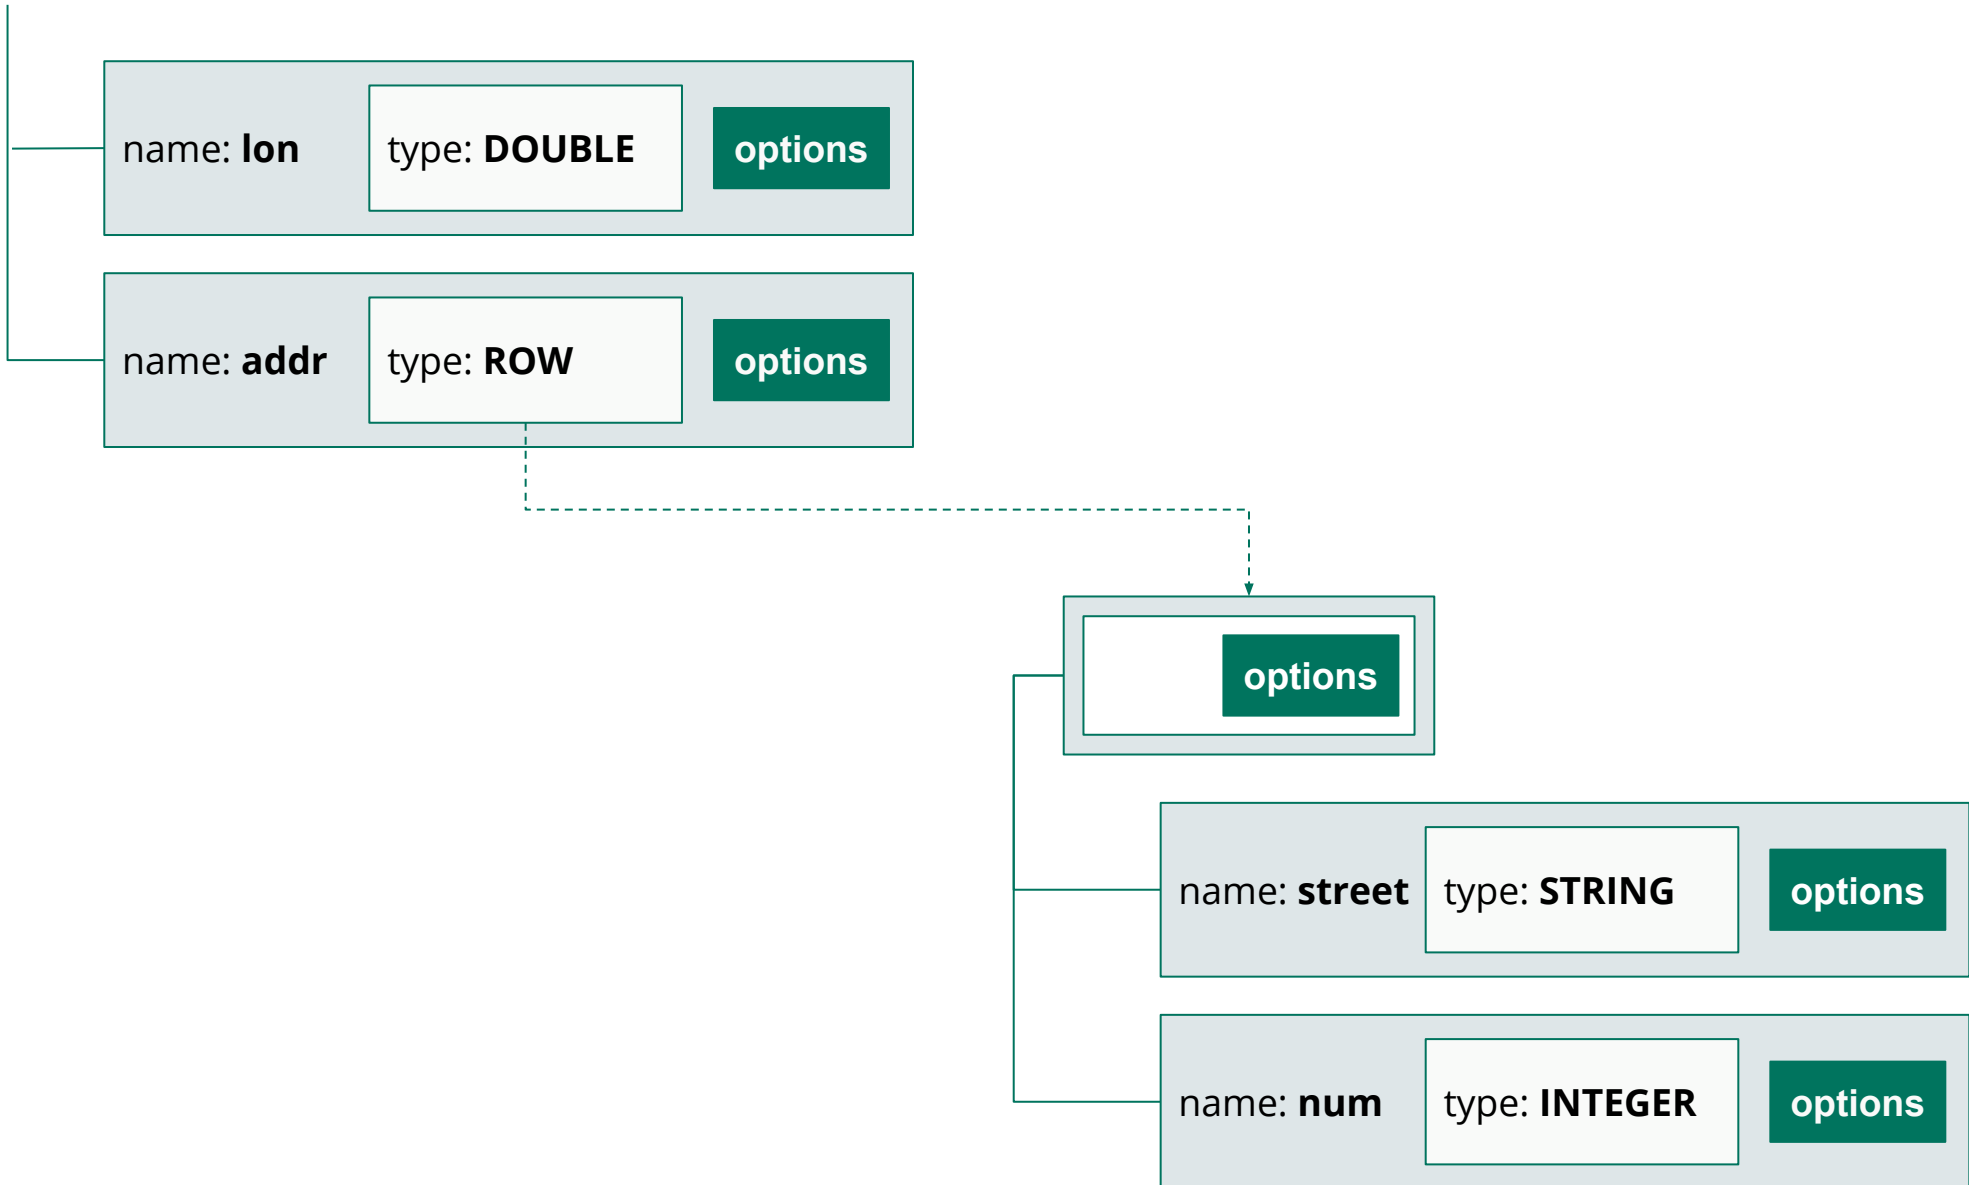 name: lon type: DOUBLE options
name: addr type: ROW options
options
name: street type: STRING options
name: num type: INTEGER options